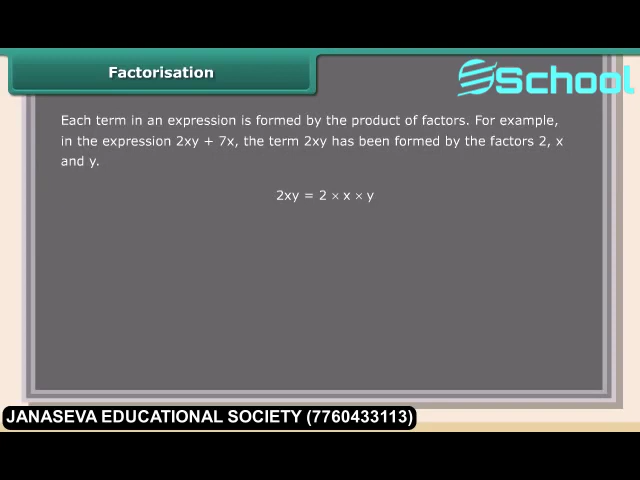 Factorisation
School
Each term in an expression is formed by the product of factors. For example,
in the expression 2xy + 7x, the term 2xy has been formed by the factors 2, x
and y.
2xy = 2 × x × y
JANASEVA EDUCATIONAL SOCIETY (7760433113)